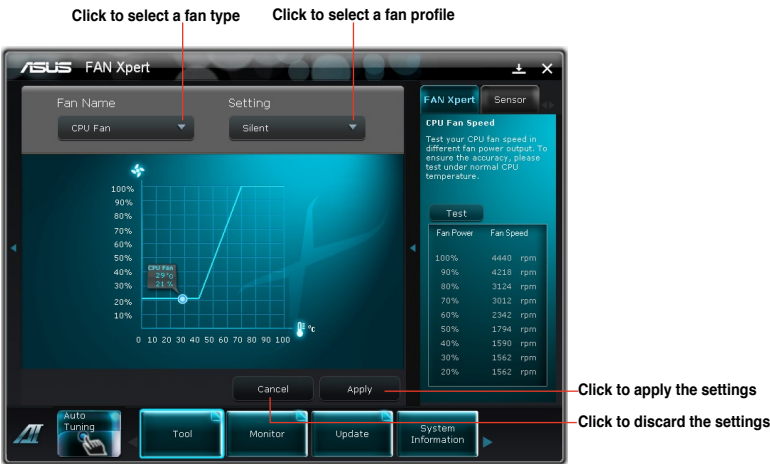 Click to select a fan type
Click to select a fan profile
ASUS FAN Xpert
Fan Name
Setting
CPU Fan
Silent
100%
90%
80%
70%
60%
50%
40%
30%
20%
10%
CPU Fan
29 °C
21 %
°C
0 10 20 30 40 50 60 70 80 90 100
Cancel
Apply
FAN Xpert
Sensor
CPU Fan Speed
Test your CPU fan speed in
different fan power output. To
ensure the accuracy, please
test under normal CPU
temperature.
Test
Fan Power Fan Speed
100% 4440 rpm
90% 4218 rpm
80% 3124 rpm
70% 3012 rpm
60% 2342 rpm
50% 1794 rpm
40% 1590 rpm
30% 1562 rpm
20% 1562 rpm
Click to apply the settings
Click to discard the settings
AI
Auto
Tuning
Tool
Monitor
Update
System
Information